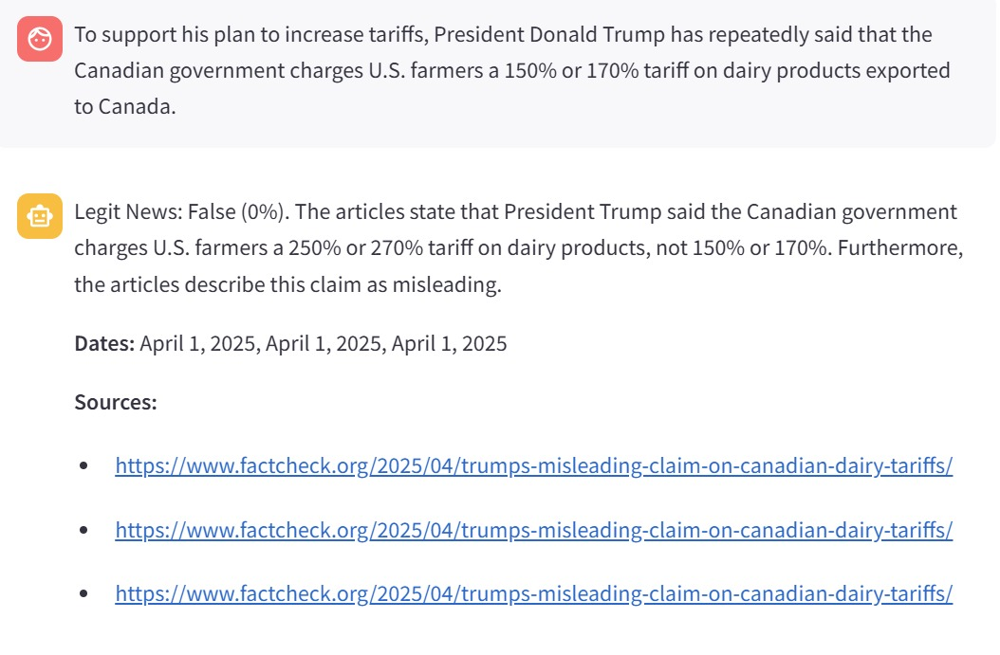 To support his plan to increase tariffs, President Donald Trump has repeatedly said that the
Canadian government charges U.S. farmers a 150% or 170% tariff on dairy products exported
to Canada.
Legit News: False (0%). The articles state that President Trump said the Canadian government
charges U.S. farmers a 250% or 270% tariff on dairy products, not 150% or 170%. Furthermore,
the articles describe this claim as misleading.
Dates: April 1, 2025, April 1, 2025, April 1, 2025
Sources:
• https://www.factcheck.org/2025/04/trumps-misleading-claim-on-canadian-dairy-tariffs/
• https://www.factcheck.org/2025/04/trumps-misleading-claim-on-canadian-dairy-tariffs/
• https://www.factcheck.org/2025/04/trumps-misleading-claim-on-canadian-dairy-tariffs/